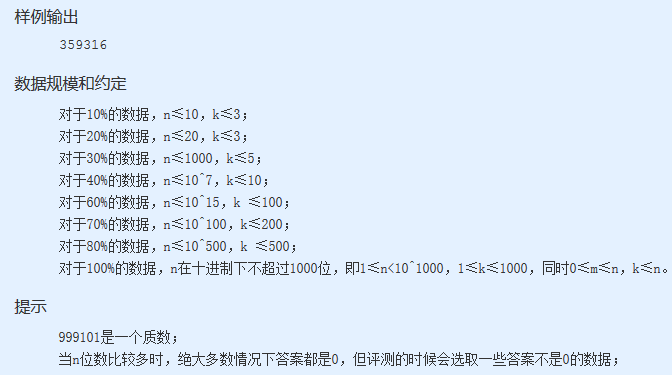 样例输出
359316
数据规模和约定
对于10%的数据，n≤10，k≤3；
对于20%的数据，n≤20，k≤3；
对于30%的数据，n≤1000，k≤5；
对于40%的数据，n≤10^7，k≤10；
对于60%的数据，n≤10^15，k ≤100；
对于70%的数据，n≤10^100，k≤200；
对于80%的数据，n≤10^500，k ≤500；
对于100%的数据，n在十进制下不超过1000位，即1≤n<10^1000，1≤k≤1000，同时0≤m≤n，k≤n。
提示
999101是一个质数；
当n位数比较多时，绝大多数情况下答案都是0，但评测的时候会选取一些答案不是0的数据；